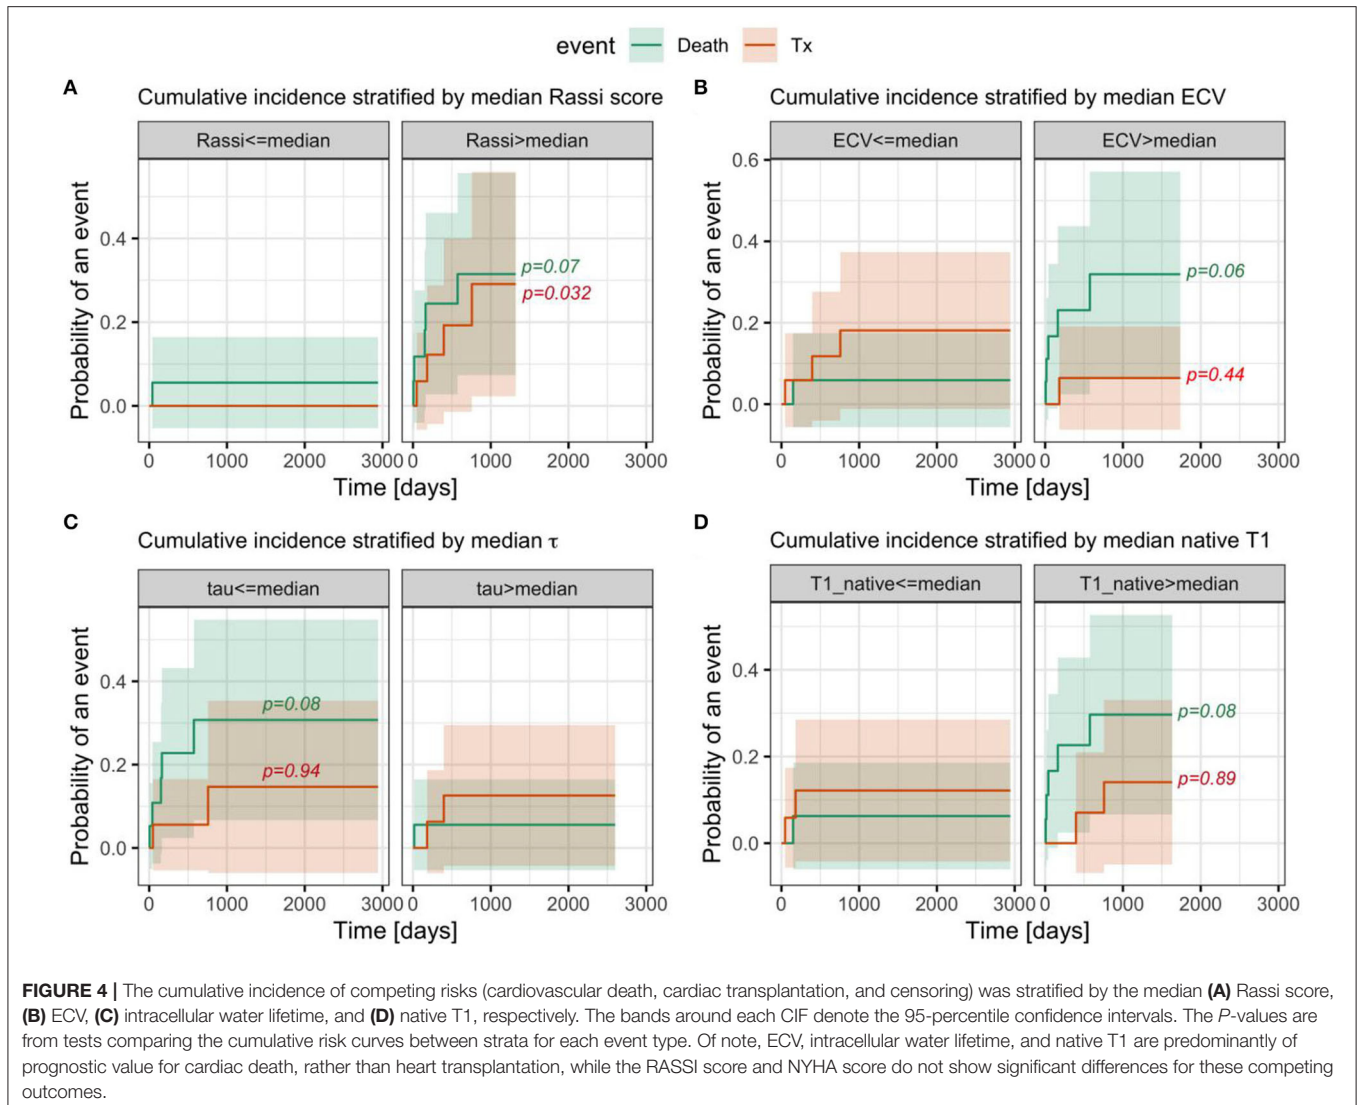 event Death Tx
A
Cumulative incidence stratified by median Rassi score
Rassi<=median Rassi>median
Probability of an event
0.4
0.2
0.0
p=0.07
p=0.032
0 1000 2000 3000 0 1000 2000 3000
Time [days]
B
Cumulative incidence stratified by median ECV
ECV<=median ECV>median
Probability of an event
0.6
0.4
0.2
0.0
p=0.06
p=0.44
0 1000 2000 3000 0 1000 2000 3000
Time [days]
C
Cumulative incidence stratified by median τ
tau<=median tau>median
Probability of an event
0.4
0.2
0.0
p=0.08
p=0.94
0 1000 2000 3000 0 1000 2000 3000
Time [days]
D
Cumulative incidence stratified by median native T1
T1_native<=median T1_native>median
Probability of an event
0.4
0.2
0.0
p=0.08
p=0.89
0 1000 2000 3000 0 1000 2000 3000
Time [days]
FIGURE 4 | The cumulative incidence of competing risks (cardiovascular death, cardiac transplantation, and censoring) was stratified by the median (A) Rassi score,
(B) ECV, (C) intracellular water lifetime, and (D) native T1, respectively. The bands around each CIF denote the 95-percentile confidence intervals. The P-values are
from tests comparing the cumulative risk curves between strata for each event type. Of note, ECV, intracellular water lifetime, and native T1 are predominantly of
prognostic value for cardiac death, rather than heart transplantation, while the RASSI score and NYHA score do not show significant differences for these competing
outcomes.